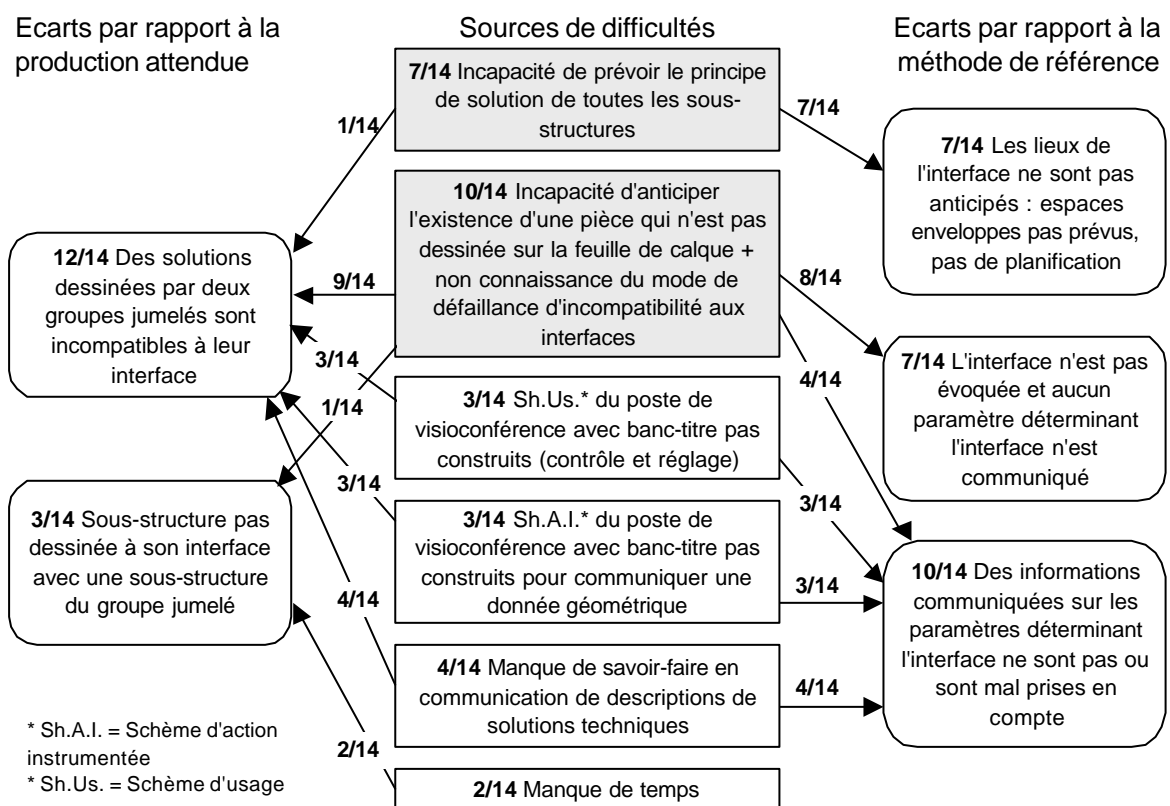 Ecarts par rapport à la
production attendue
Sources de difficultés
Ecarts par rapport à la
méthode de référence
7/14 Incapacité de prévoir le principe
de solution de toutes les sous-
structures
1/14
7/14
7/14 Les lieux de
l'interface ne sont pas
anticipés : espaces
enveloppes pas prévus,
pas de planification
10/14 Incapacité d'anticiper
l'existence d'une pièce qui n'est pas
dessinée sur la feuille de calque +
non connaissance du mode de
défaillance d'incompatibilité aux
interfaces
12/14 Des solutions
dessinées par deux
groupes jumelés sont
incompatibles à leur
interface
9/14
8/14
3/14
4/14
1/14
7/14 L'interface n'est pas
évoquée et aucun
paramètre déterminant
l'interface n'est
communiqué
3/14 Sh.Us.* du poste de
visioconférence avec banc-titre pas
construits (contrôle et réglage)
3/14
3/14
3/14 Sous-structure pas
dessinée à son interface
avec une sous-structure
du groupe jumelé
3/14 Sh.A.I.* du poste de
visioconférence avec banc-titre pas
construits pour communiquer une
donnée géométrique
3/14
4/14
10/14 Des informations
communiquées sur les
paramètres déterminant
l'interface ne sont pas ou
sont mal prises en
compte
4/14 Manque de savoir-faire en
communication de descriptions de
solutions techniques
4/14
2/14
* Sh.A.I. = Schème d'action
instrumentée
* Sh.Us. = Schème d'usage
2/14 Manque de temps